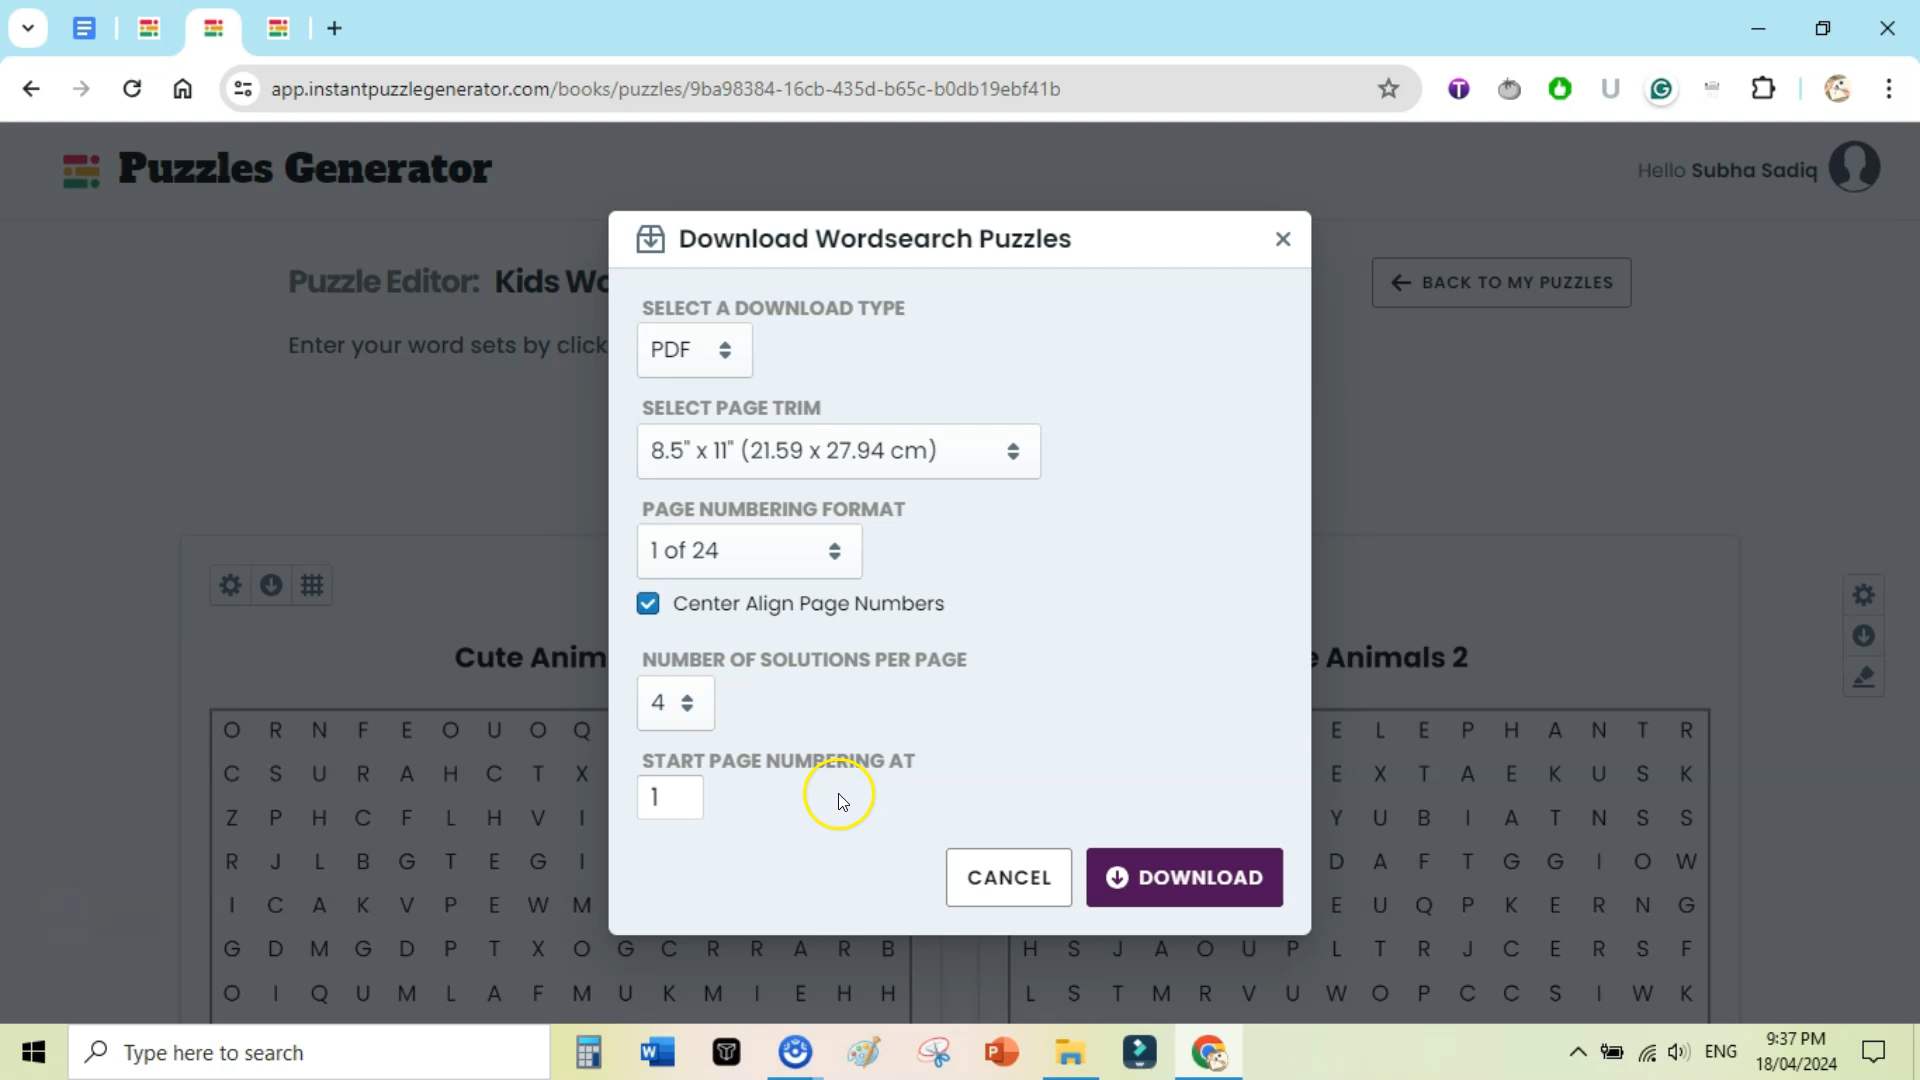 app.instantpuzzlegenerator.com/books/puzzles/9ba98384-16cb-435d-b65c-b0db19ebf41b
Puzzles Generator
Hello Subha Sadiq
Puzzle Editor: Kids Wo
BACK TO MY PUZZLES
Enter your word sets by click
Download Wordsearch Puzzles
SELECT A DOWNLOAD TYPE
PDF
SELECT PAGE TRIM
8.5" x 11" (21.59 x 27.94 cm)
PAGE NUMBERING FORMAT
1 of 24
Center Align Page Numbers
NUMBER OF SOLUTIONS PER PAGE
4
START PAGE NUMBERING AT
1
CANCEL
DOWNLOAD
Cute Anim
e Animals 2
O R N F E O U O Q
C S U R A H C T X
Z P H C F L H V I
R J L B G T E G I
I C A K V P E W M
G D M G D P T X O G C R R A R B
O I Q U M L A F M U K M I E H H
E L E P H A N T R
E X T A E K U S K
Y U B I A T N S S
D A F T G G I O W
E U Q P K E R N G
H S J A O U P L T R J C E R S F
L S T M R V U W O P C C S I W K
Type here to search
ENG
9:37 PM
18/04/2024